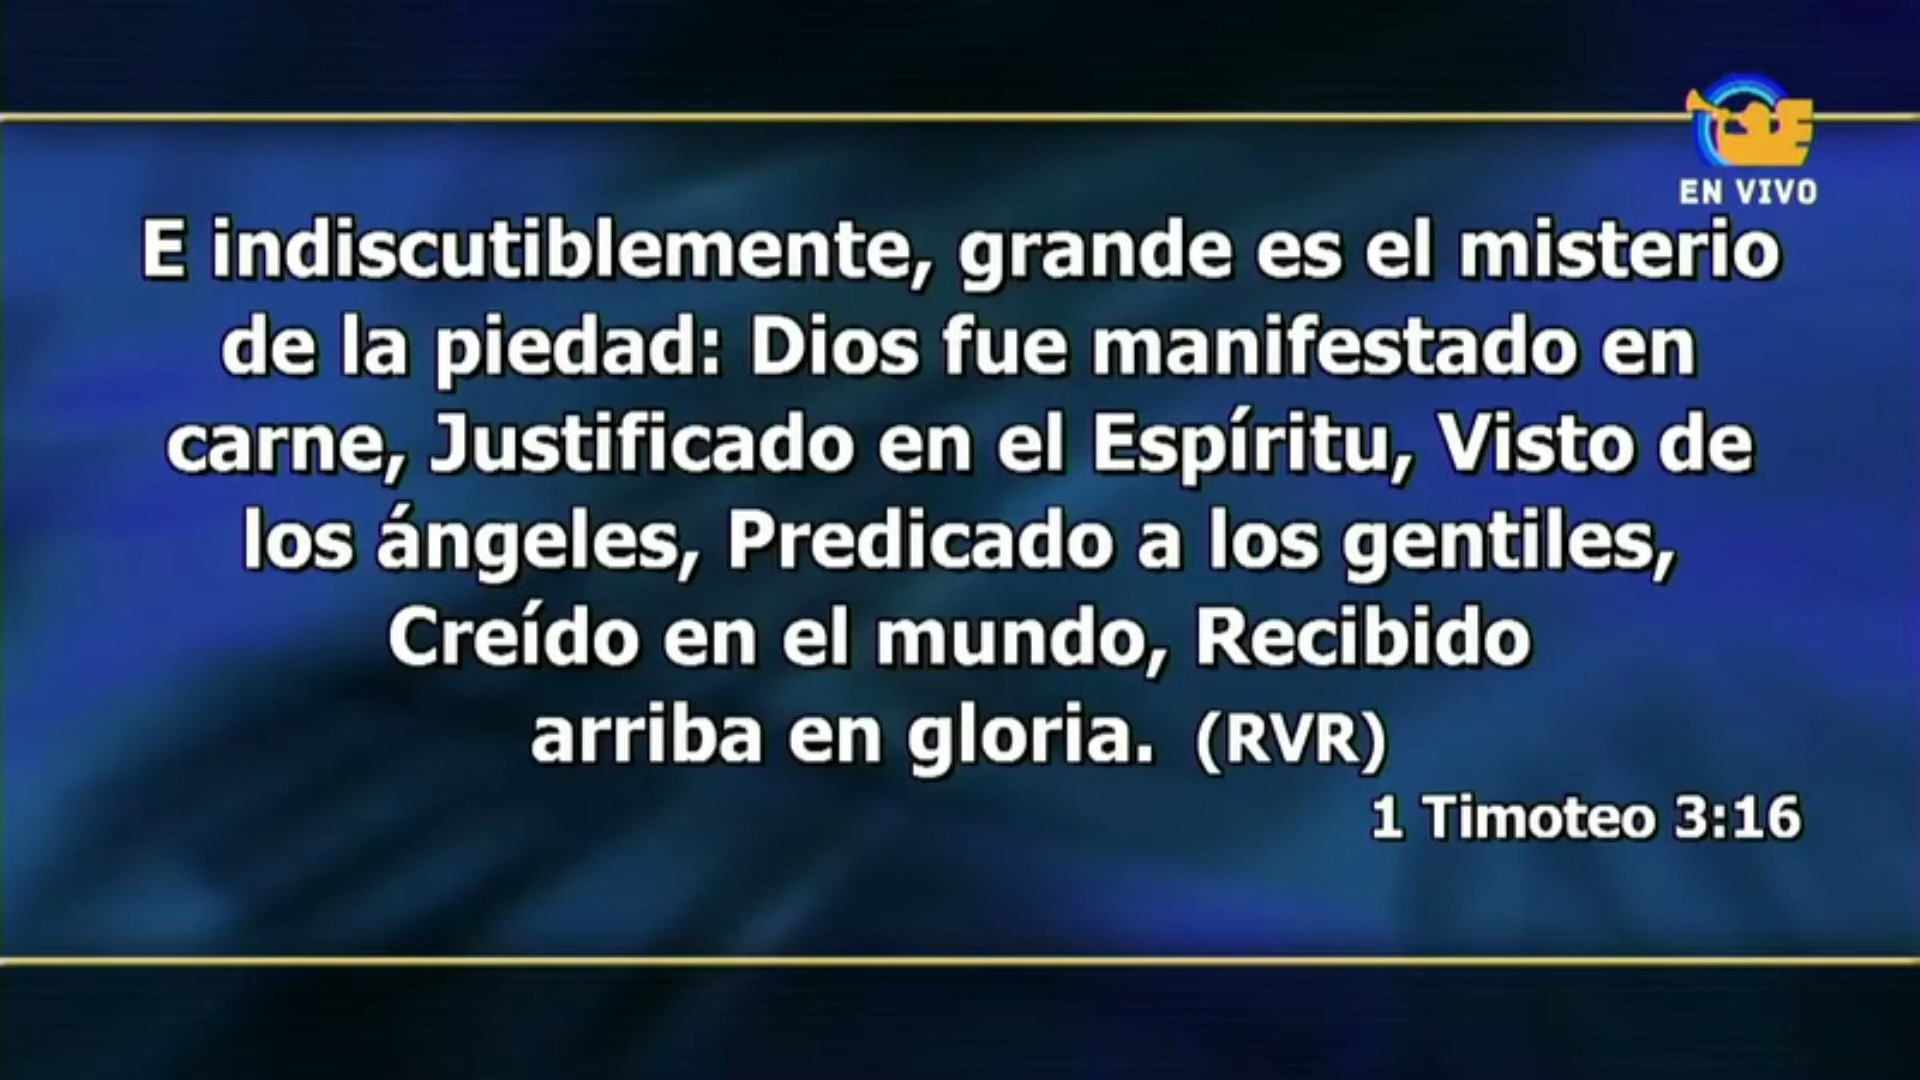 EN VIVO
E indiscutiblemente, grande es el misterio
de la piedad: Dios fue manifestado en
carne, Justificado en el Espíritu, Visto de
los ángeles, Predicado a los gentiles,
Creído en el mundo, Recibido
arriba en gloria. (RVR)
1 Timoteo 3:16